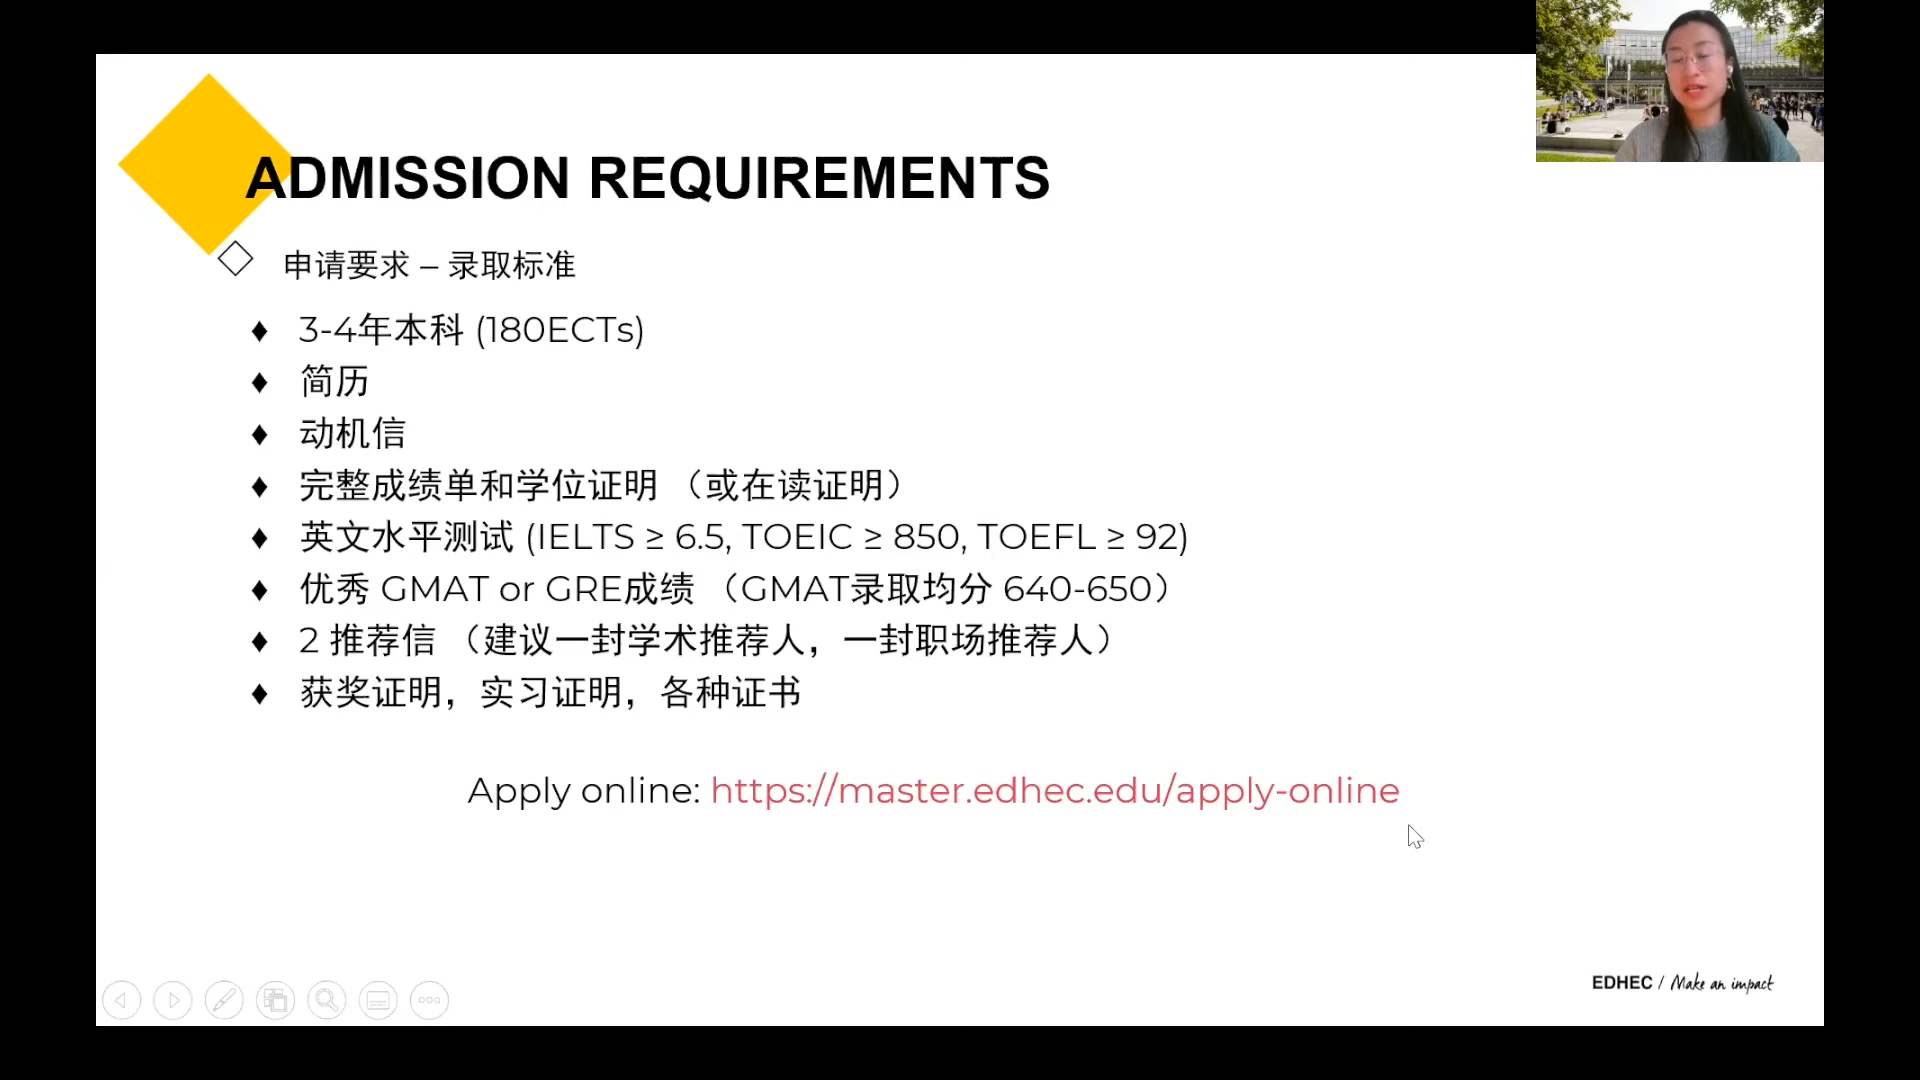 ADMISSION REQUIREMENTS
申请要求 – 录取标准
3-4年本科 (180ECTs)
简历
动机信
完整成绩单和学位证明 （或在读证明）
英文水平测试 (IELTS ≥ 6.5, TOEIC ≥ 850, TOEFL ≥ 92)
优秀 GMAT or GRE成绩 （GMAT录取均分 640-650）
2 推荐信 （建议一封学术推荐人，一封职场推荐人）
获奖证明，实习证明，各种证书
Apply online: https://master.edhec.edu/apply-online
EDHEC / Make an impact